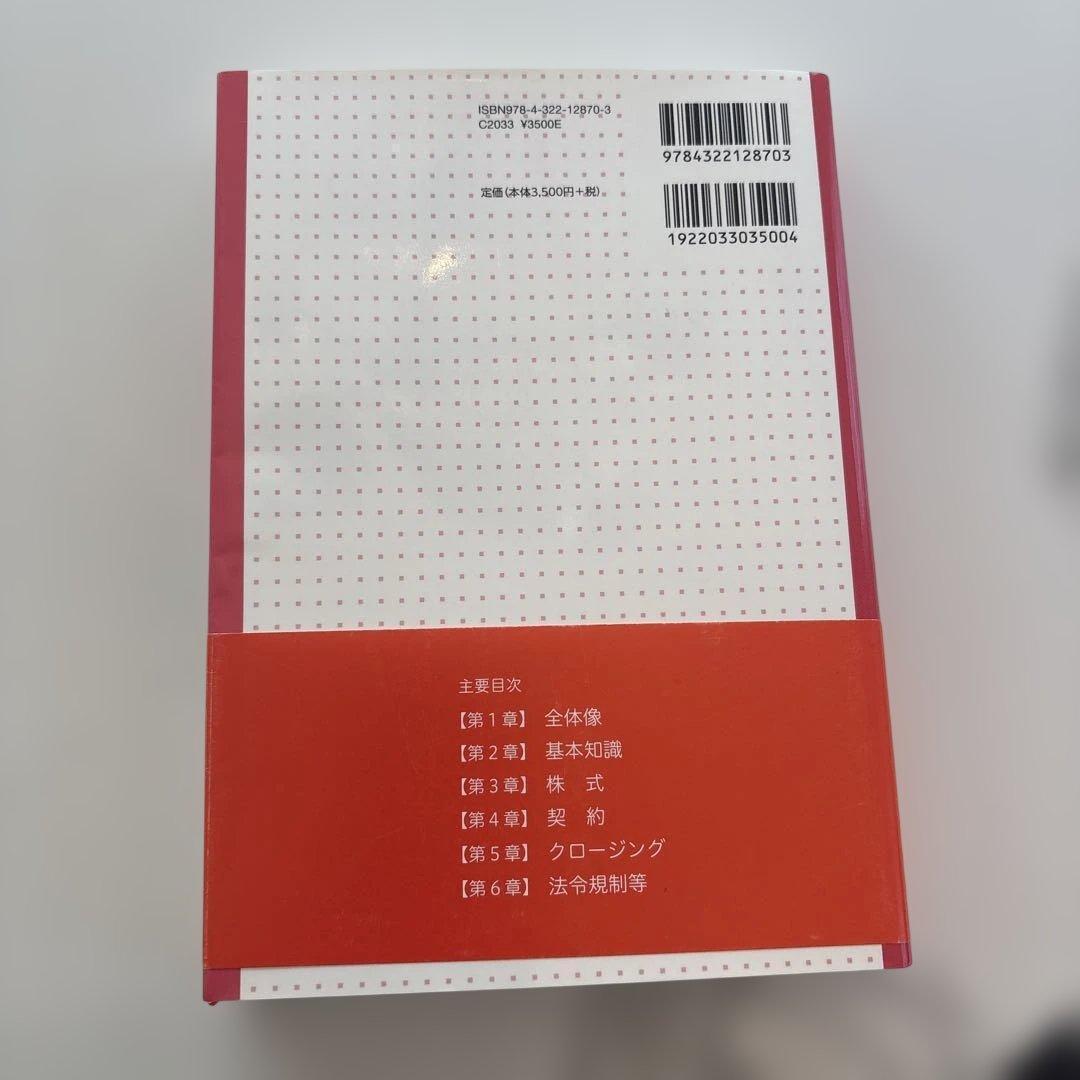 ISBN978-4-322-12870-3
C2033 ¥3500E
9784322128703
定価(本体3,500円+税)
1922033035004
主要目次
【第1章】 全体像
【第2章】 基本知識
【第3章】 株　式
【第4章】 契　約
【第5章】 クロージング
【第6章】 法令規制等